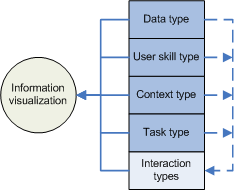 Data type
User skill type
Information
visualization
Context type
Task type
Interaction
types